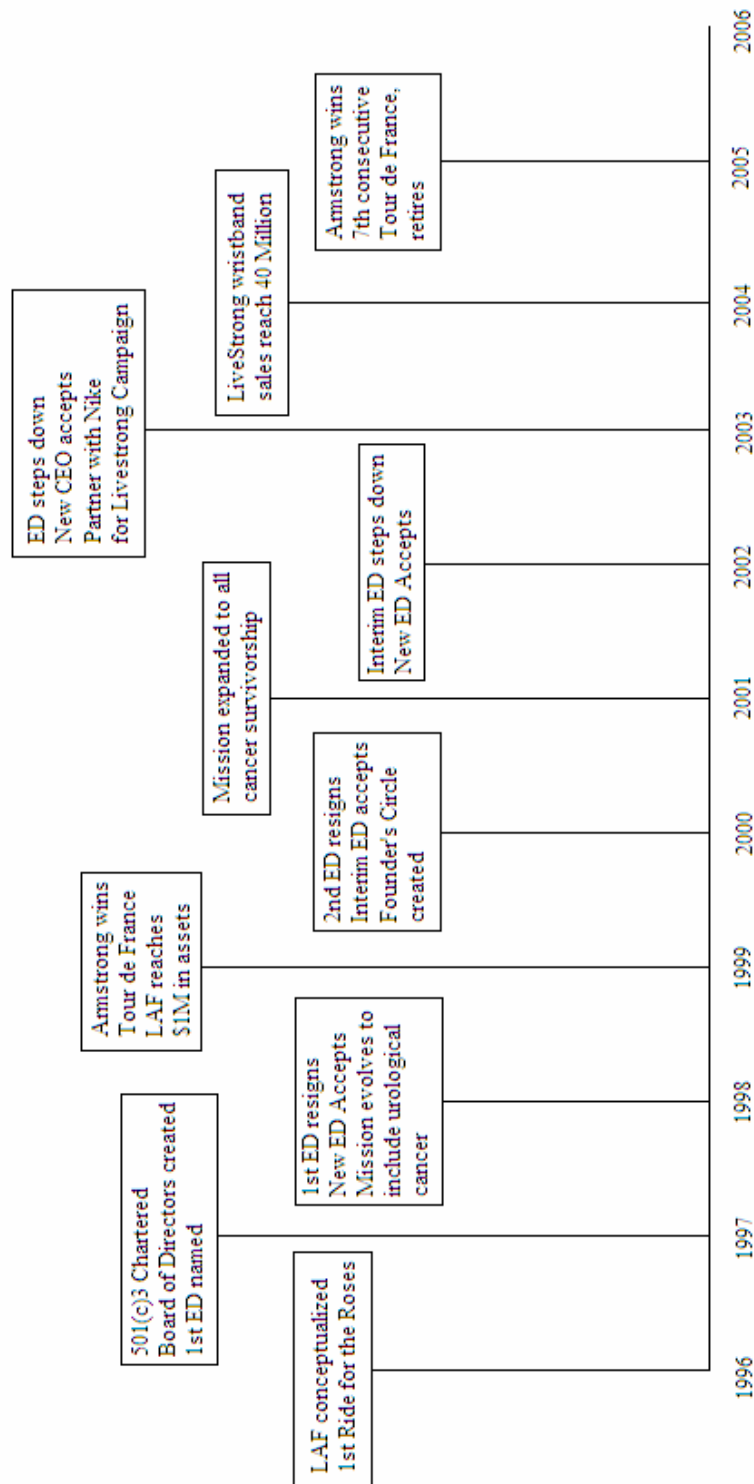 LAF conceptualized
1st Ride for the Roses
501(c)3 Chartered
Board of Directors created
1st ED named
1st ED resigns
New ED Accepts
Mission evolves to
include urological
cancer
Armstrong wins
Tour de France
LAF reaches
$1M in assets
2nd ED resigns
Interim ED accepts
Founder's Circle
created
Mission expanded to all
cancer survivorship
Interim ED steps down
New ED Accepts
ED steps down
New CEO accepts
Partner with Nike
for Livestrong Campaign
LiveStrong wristband
sales reach 40 Million
Armstrong wins
7th consecutive
Tour de France,
retires
1996
1997
1998
1999
2000
2001
2002
2003
2004
2005
2006